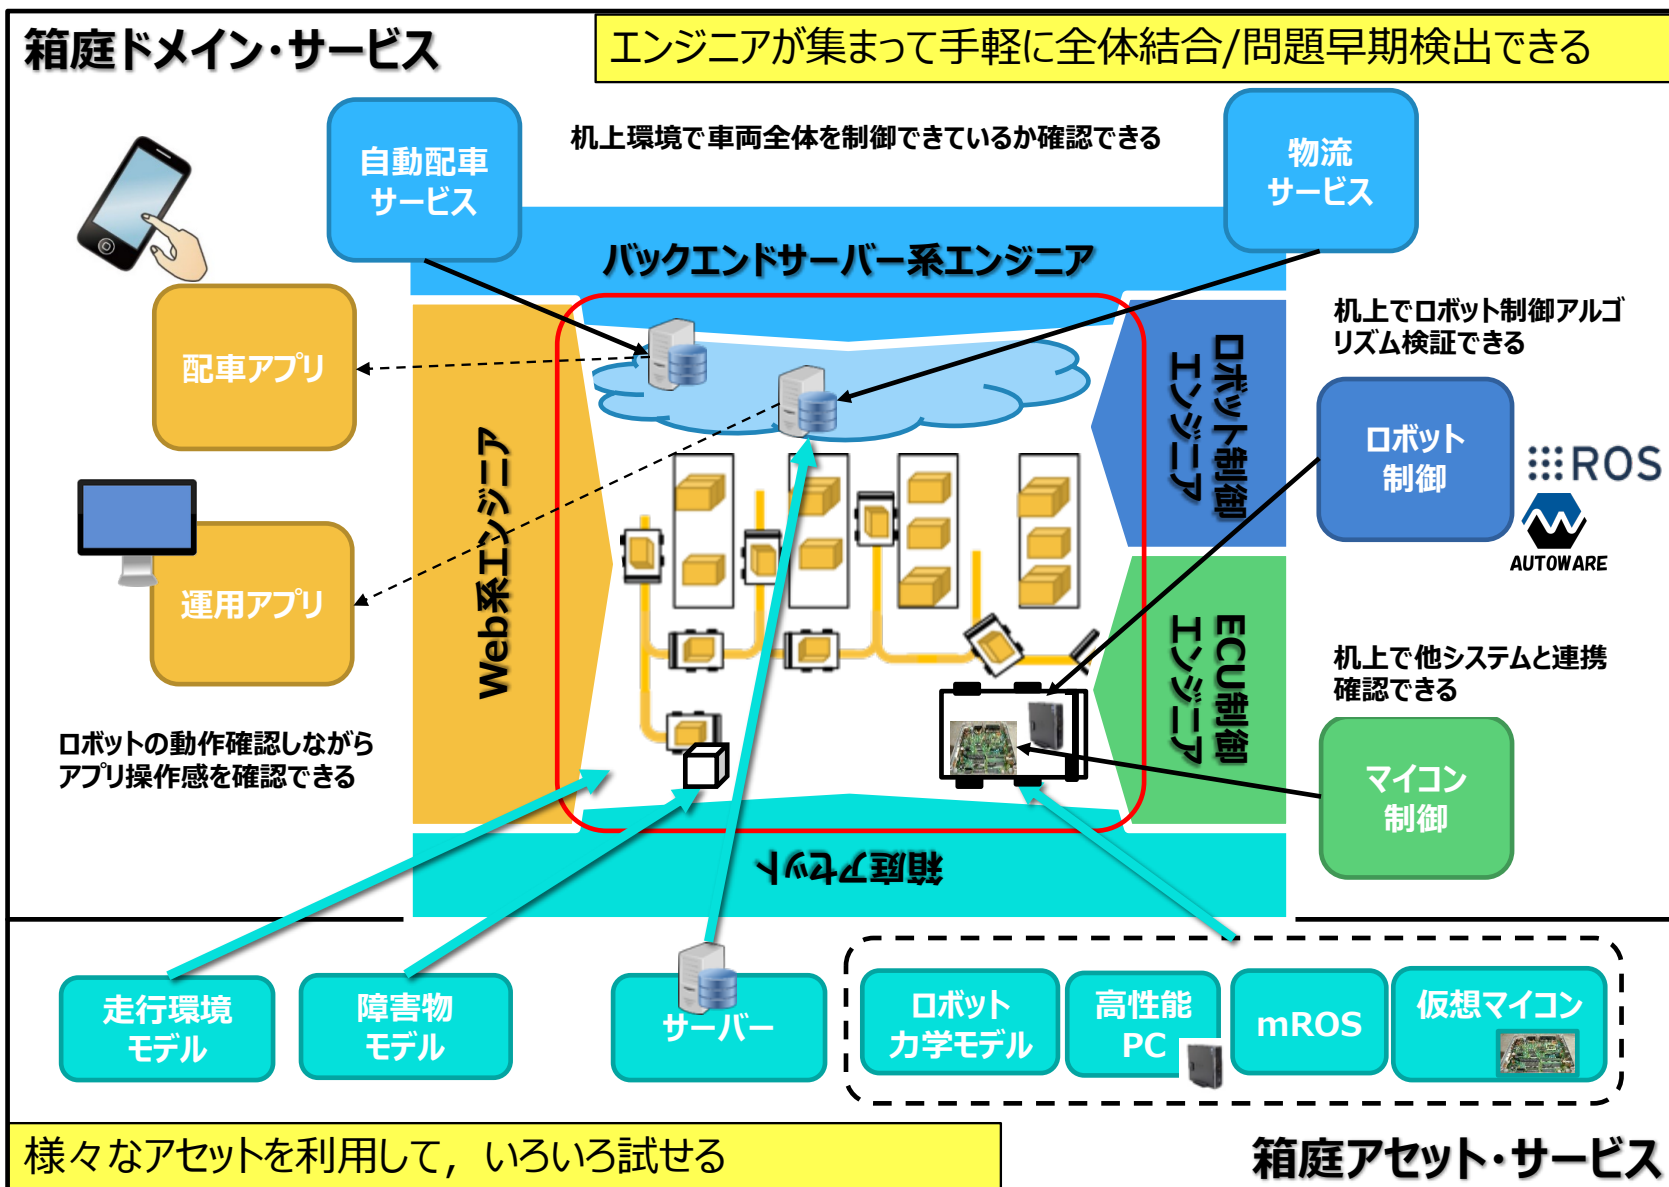 箱庭ドメイン・サービス
エンジニアが集まって手軽に全体結合/問題早期検出できる
机上環境で車両全体を制御できているか確認できる
自動配車
サービス
物流
サービス
バックエンドサーバー系エンジニア
配車アプリ
運用アプリ
Web系エンジニア
ロボットの動作確認しながら
アプリ操作感を確認できる
ロボット制御
エンジニア
机上でロボット制御アルゴ
リズム検証できる
ロボット
制御
ROS
AUTOWARE
ECU制御
エンジニア
机上で他システムと連携
確認できる
マイコン
制御
箱庭アセット
走行環境
モデル
障害物
モデル
サーバー
ロボット
力学モデル
高性能
PC
mROS
仮想マイコン
様々なアセットを利用して，いろいろ試せる
箱庭アセット・サービス